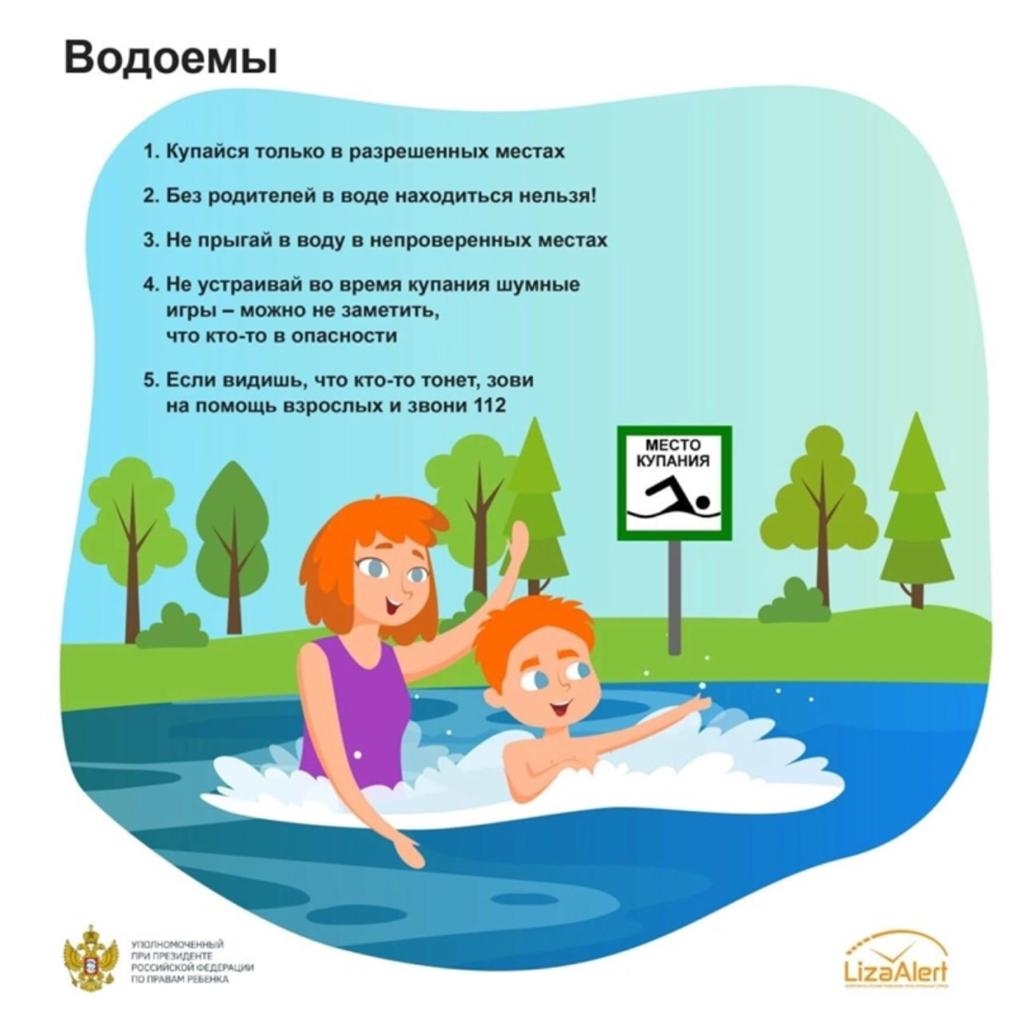 Водоемы
1. Купайся только в разрешенных местах
2. Без родителей в воде находиться нельзя!
3. Не прыгай в воду в непроверенных местах
4. Не устраивай во время купания шумные
игры – можно не заметить,
что кто-то в опасности
5. Если видишь, что кто-то тонет, зови
на помощь взрослых и звони 112
МЕСТО
КУПАНИЯ
УПОЛНОМОЧЕННЫЙ
ПРИ ПРЕЗИДЕНТЕ
РОССИЙСКОЙ ФЕДЕРАЦИИ
ПО ПРАВАМ РЕБЕНКА
LizaAlert